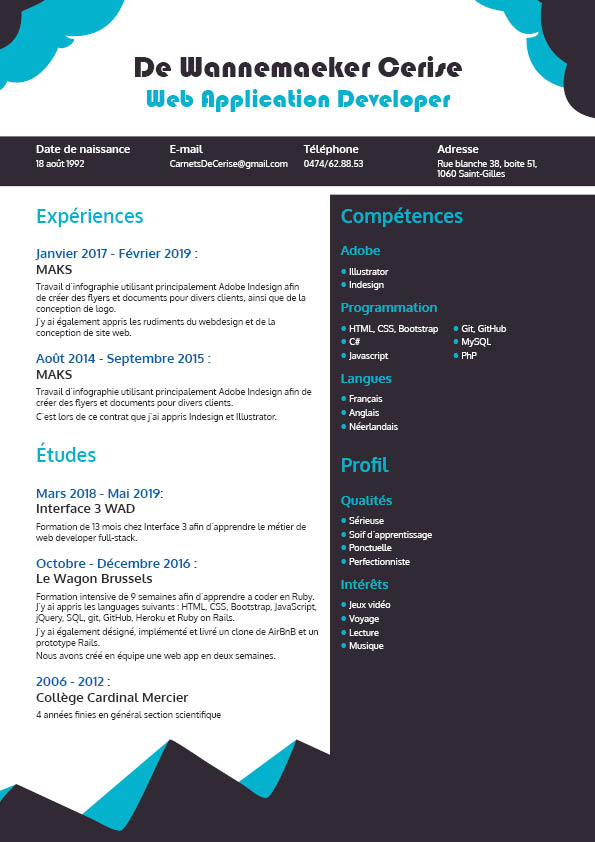 De Wannemaeker Cerise
Web Application Developer
Date de naissance
18 août 1992
E-mail
CarnetsDeCerise@gmail.com
Téléphone
0474/62.88.53
Adresse
Rue blanche 38, boite 51,
1060 Saint-Gilles
Expériences
Janvier 2017 - Février 2019 :
MAKS
Travail d'infographie utilisant principalement Adobe Indesign afin
de créer des flyers et documents pour divers clients, ainsi que de la
conception de logo.
J'y ai également appris les rudiments du webdesign et de la
conception de site web.
Août 2014 - Septembre 2015 :
MAKS
Travail d'infographie utilisant principalement Adobe Indesign afin de
créer des flyers et documents pour divers clients.
C'est lors de ce contrat que j'ai appris Indesign et Illustrator.
Études
Mars 2018 - Mai 2019:
Interface 3 WAD
Formation de 13 mois chez Interface 3 afin d'apprendre le métier de
web developer full-stack.
Octobre - Décembre 2016 :
Le Wagon Brussels
Formation intensive de 9 semaines afin d'apprendre a coder en Ruby.
J'y ai appris les languages suivants : HTML, CSS, Bootstrap, JavaScript,
jQuery, SQL, git, GitHub, Heroku et Ruby on Rails.
J'y ai également désigné, implémenté et livré un clone de AirBnB et un
prototype Rails.
Nous avons créé en équipe une web app en deux semaines.
2006 - 2012 :
Collège Cardinal Mercier
4 années finies en général section scientifique
Compétences
Adobe
Illustrator
Indesign
Programmation
HTML, CSS, Bootstrap
C#
Javascript
Git, GitHub
MySQL
PhP
Langues
Français
Anglais
Néerlandais
Profil
Qualités
Sérieuse
Soif d'apprentissage
Ponctuelle
Perfectionniste
Intérêts
Jeux vidéo
Voyage
Lecture
Musique